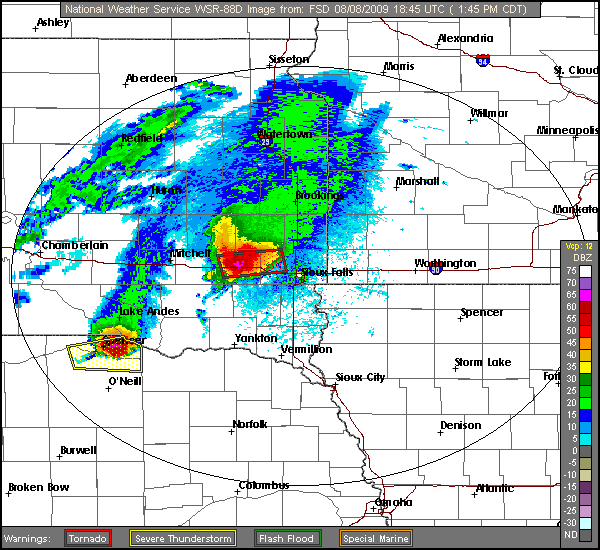 National Weather Service WSR-88D Image from: FSD 08/08/2009 18:45 UTC ( 1:45 PM CDT)
Ashley
Alexandria
94
Sisseton
Morris
St. Cloud
Aberdeen
Willmar
Redfield
Watertown
29
Minneapolis
Huron
Brookings
Marshall
Mankato
Chamberlain
Mitchell
Sioux Falls
Worthington
90
Vcp: 12
DBZ
75
70
65
60
55
50
45
40
35
30
25
20
15
10
5
0
-5
-10
-15
-20
-25
-30
ND
Lake Andes
Spencer
Yankton
Vermillion
Storm Lake
O'Neill
Sioux City
Norfolk
Denison
Burwell
Broken Bow
Columbus
Atlantic
Omaha
Warnings:
Tornado
Severe Thunderstorm
Flash Flood
Special Marine